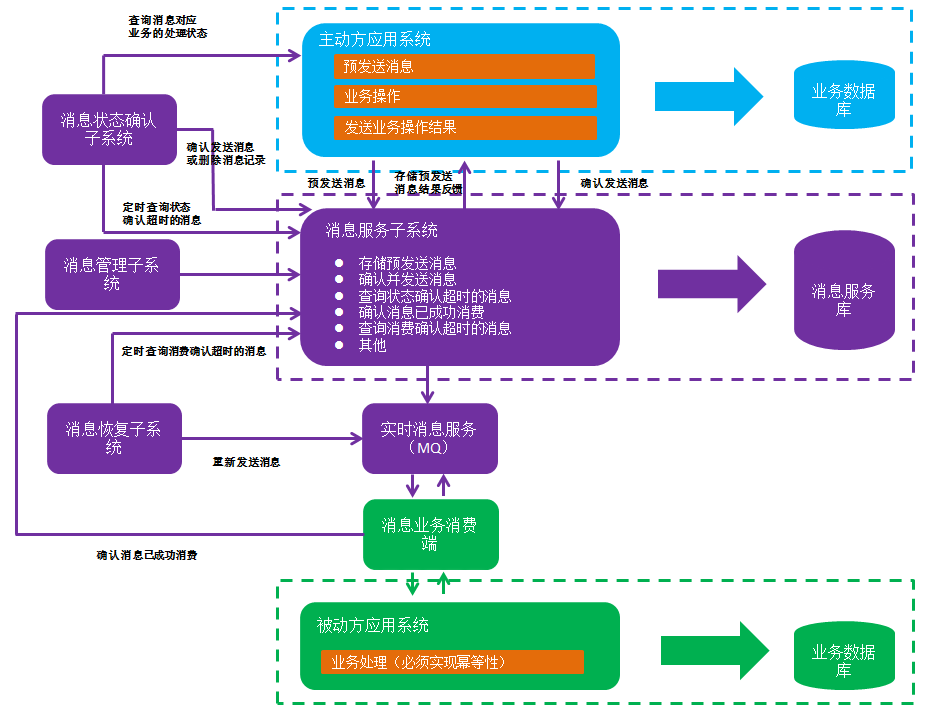 查询消息对应
业务的处理状态
主动方应用系统
预发送消息
业务操作
发送业务操作结果
业务数据
库
消息状态确认
子系统
确认发送消息
或删除消息记录
预发送消息
存储预发送
消息结果反馈
确认发送消息
定时查询状态
确认超时的消息
消息服务子系统
存储预发送消息
确认并发送消息
查询状态确认超时的消息
确认消息已成功消费
查询消费确认超时的消息
其他
消息服务
库
消息管理子系
统
定时查询消费确认超时的消息
消息恢复子系
统
重新发送消息
实时消息服务
（MQ）
消息业务消费
端
确认消息已成功消费
被动方应用系统
业务处理（必须实现幂等性）
业务数据
库